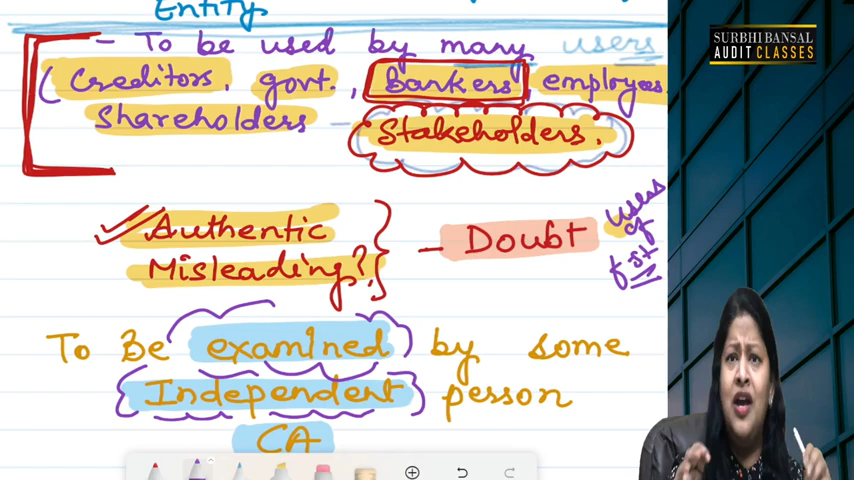 Entity
SURBHI BANSAL
AUDIT CLASSES
- To be used by many users
(Creditors, govt., Bankers, employees,
Shareholders - Stakeholders.
Authentic
Misleading? } - Doubt
users
of
f.st
To Be examined by some
Independent person
CA